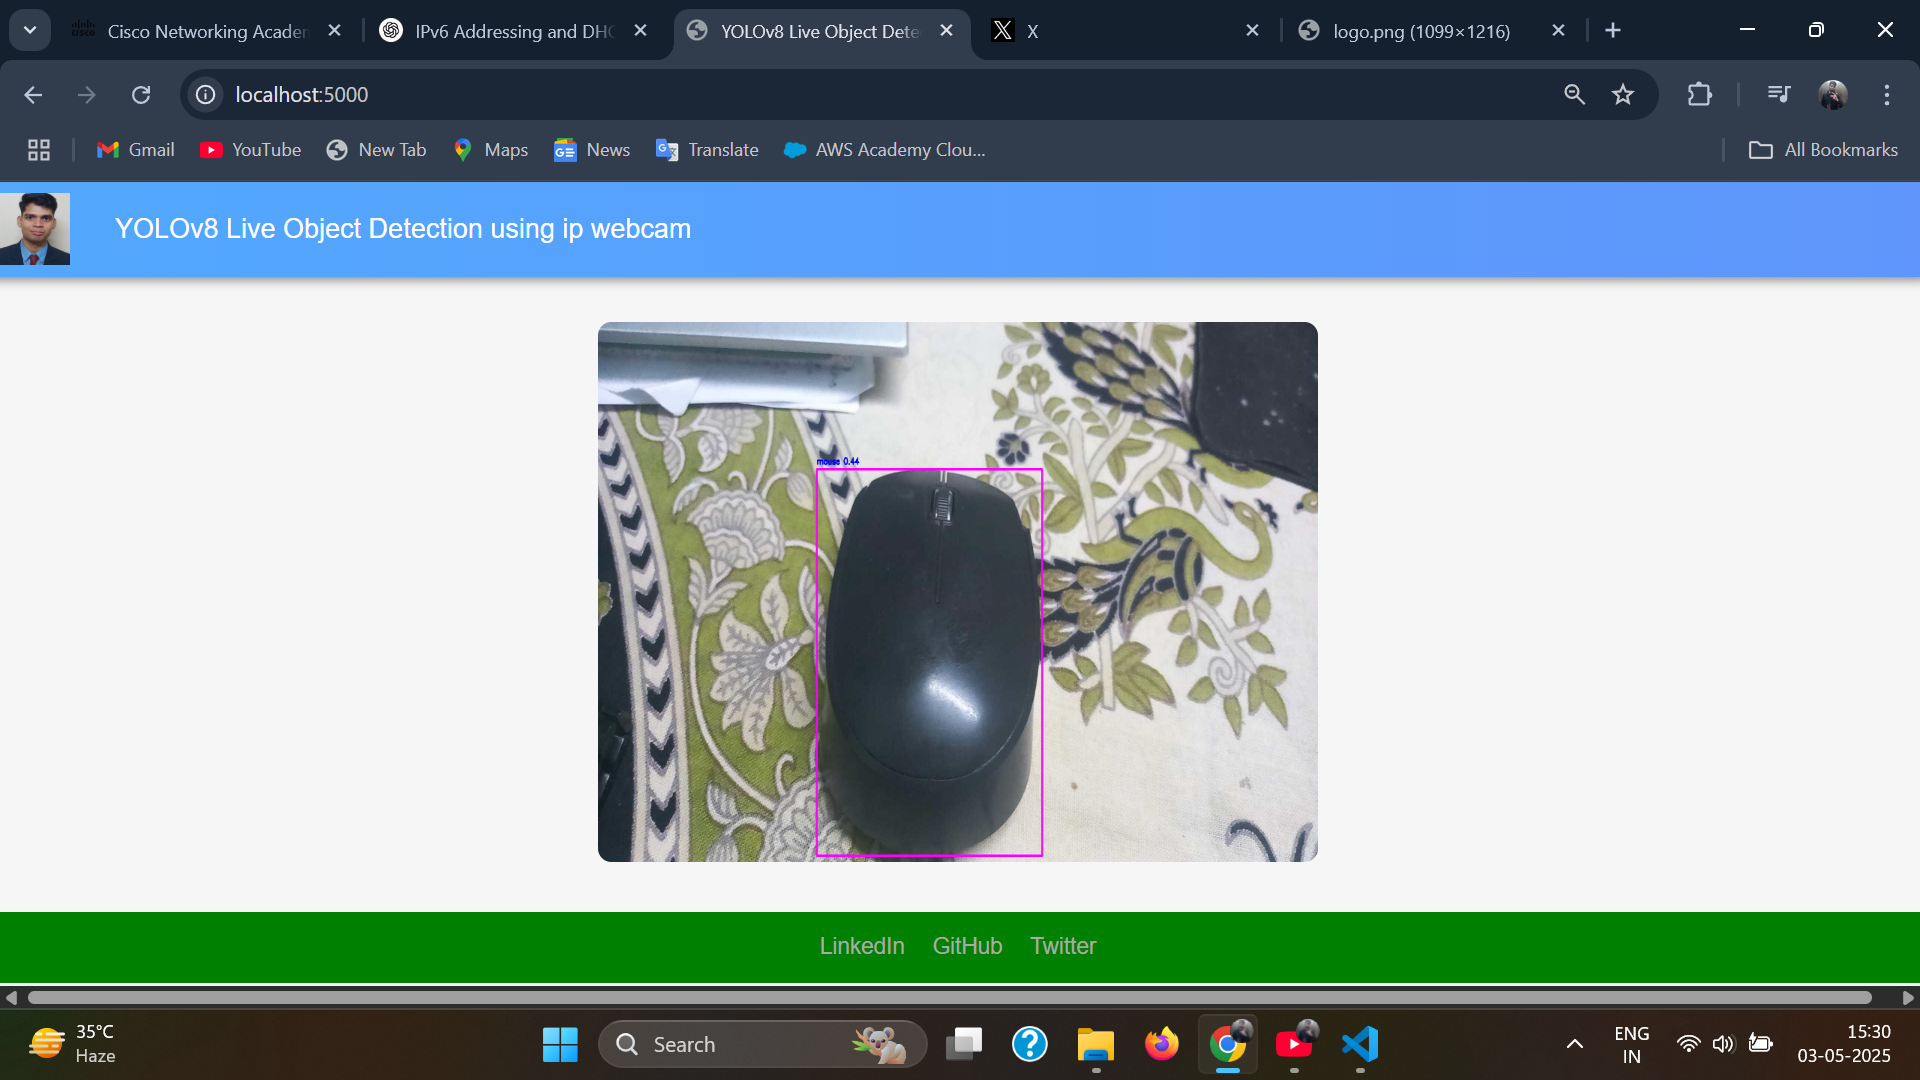 Cisco Networking Academ
IPv6 Addressing and DHC
YOLOv8 Live Object Dete
X
logo.png (1099×1216)
localhost:5000
Gmail
YouTube
New Tab
Maps
News
Translate
AWS Academy Clou...
All Bookmarks
YOLOv8 Live Object Detection using ip webcam
mouse 0.44
LinkedIn GitHub Twitter
35°C
Haze
Search
ENG
IN
15:30
03-05-2025